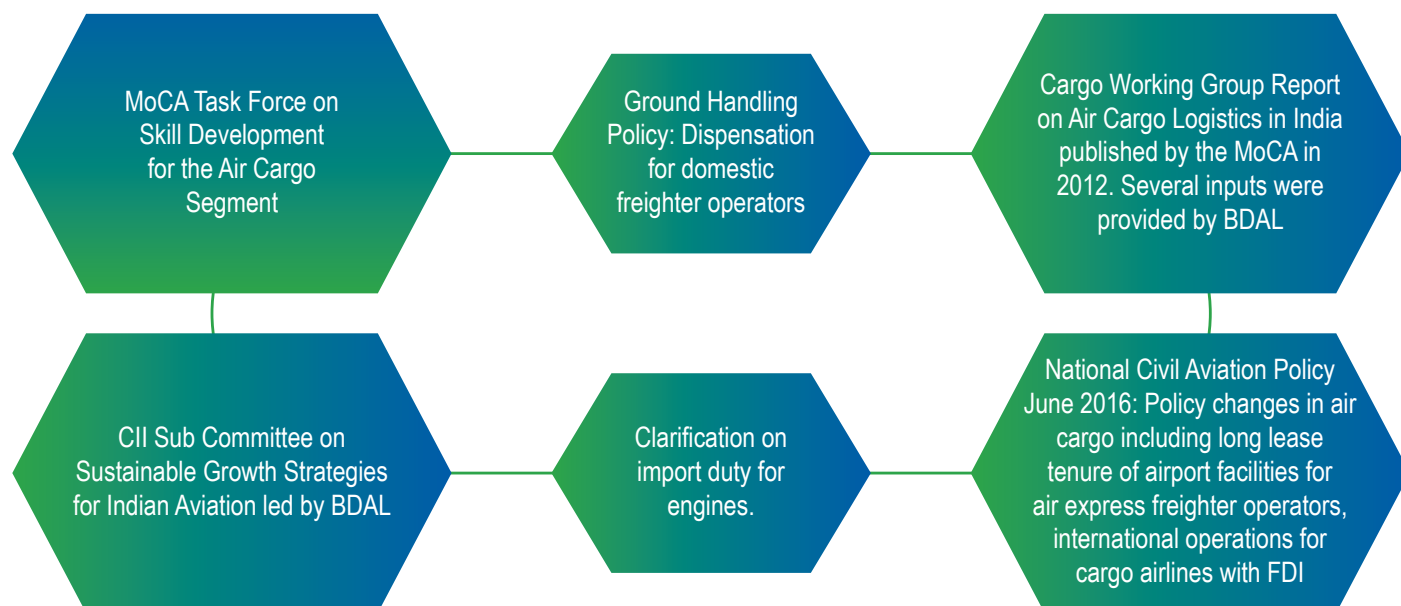 MoCA Task Force on
Skill Development
for the Air Cargo
Segment
Ground Handling
Policy: Dispensation
for domestic
freighter operators
Cargo Working Group Report
on Air Cargo Logistics in India
published by the MoCA in
2012. Several inputs were
provided by BDAL
CII Sub Committee on
Sustainable Growth Strategies
for Indian Aviation led by BDAL
Clarification on
import duty for
engines.
National Civil Aviation Policy
June 2016: Policy changes in air
cargo including long lease
tenure of airport facilities for
air express freighter operators,
international operations for
cargo airlines with FDI